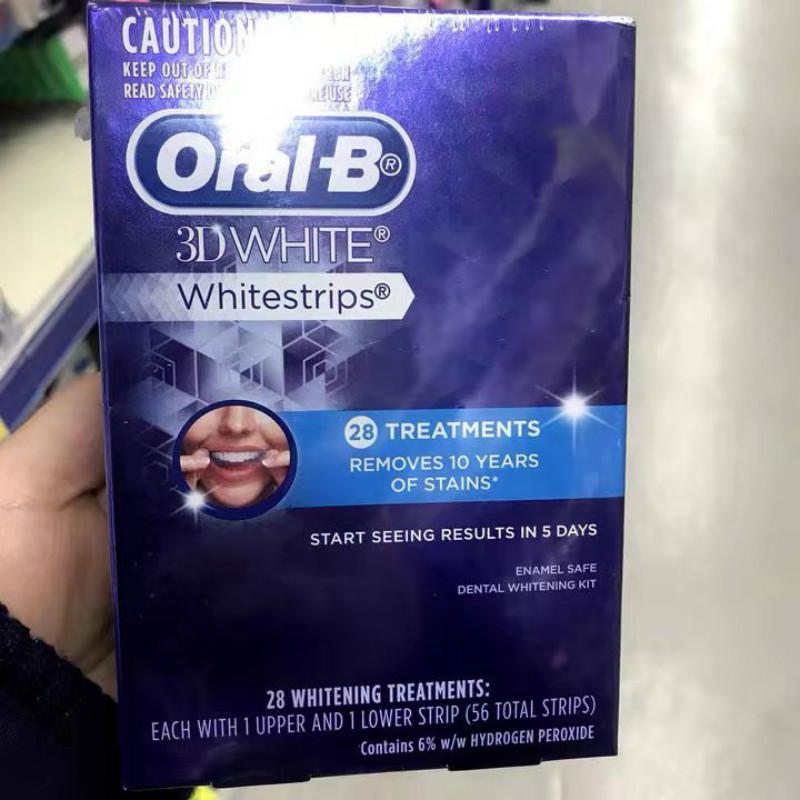 CAUTION
KEEP OUT OF
READ SAFETY
Oral-B®
3D WHITE®
Whitestrips®
28 TREATMENTS
REMOVES 10 YEARS
OF STAINS*
START SEEING RESULTS IN 5 DAYS
ENAMEL SAFE
DENTAL WHITENING KIT
28 WHITENING TREATMENTS:
EACH WITH 1 UPPER AND 1 LOWER STRIP (56 TOTAL STRIPS)
Contains 6% w/w HYDROGEN PEROXIDE